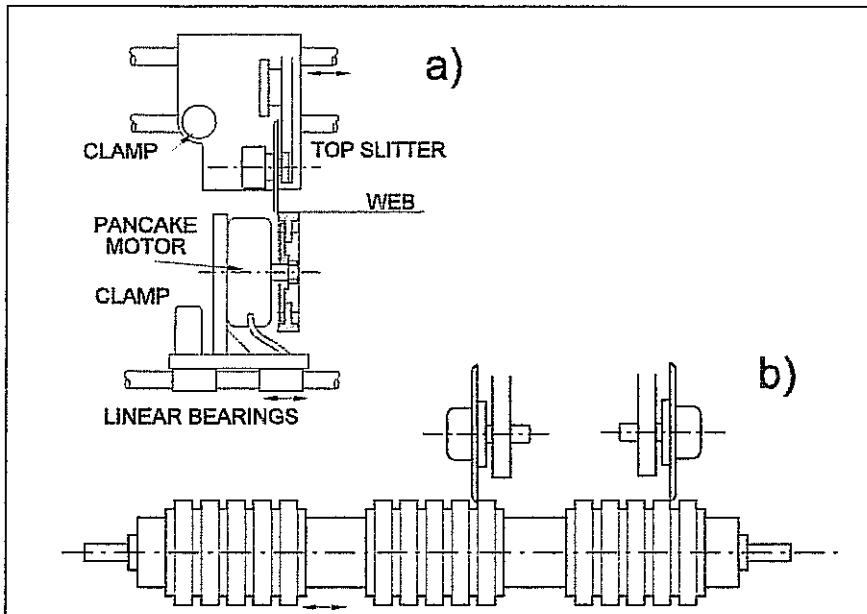 a)
CLAMP
TOP SLITTER
WEB
PANCAKE
MOTOR
CLAMP
LINEAR BEARINGS
b)